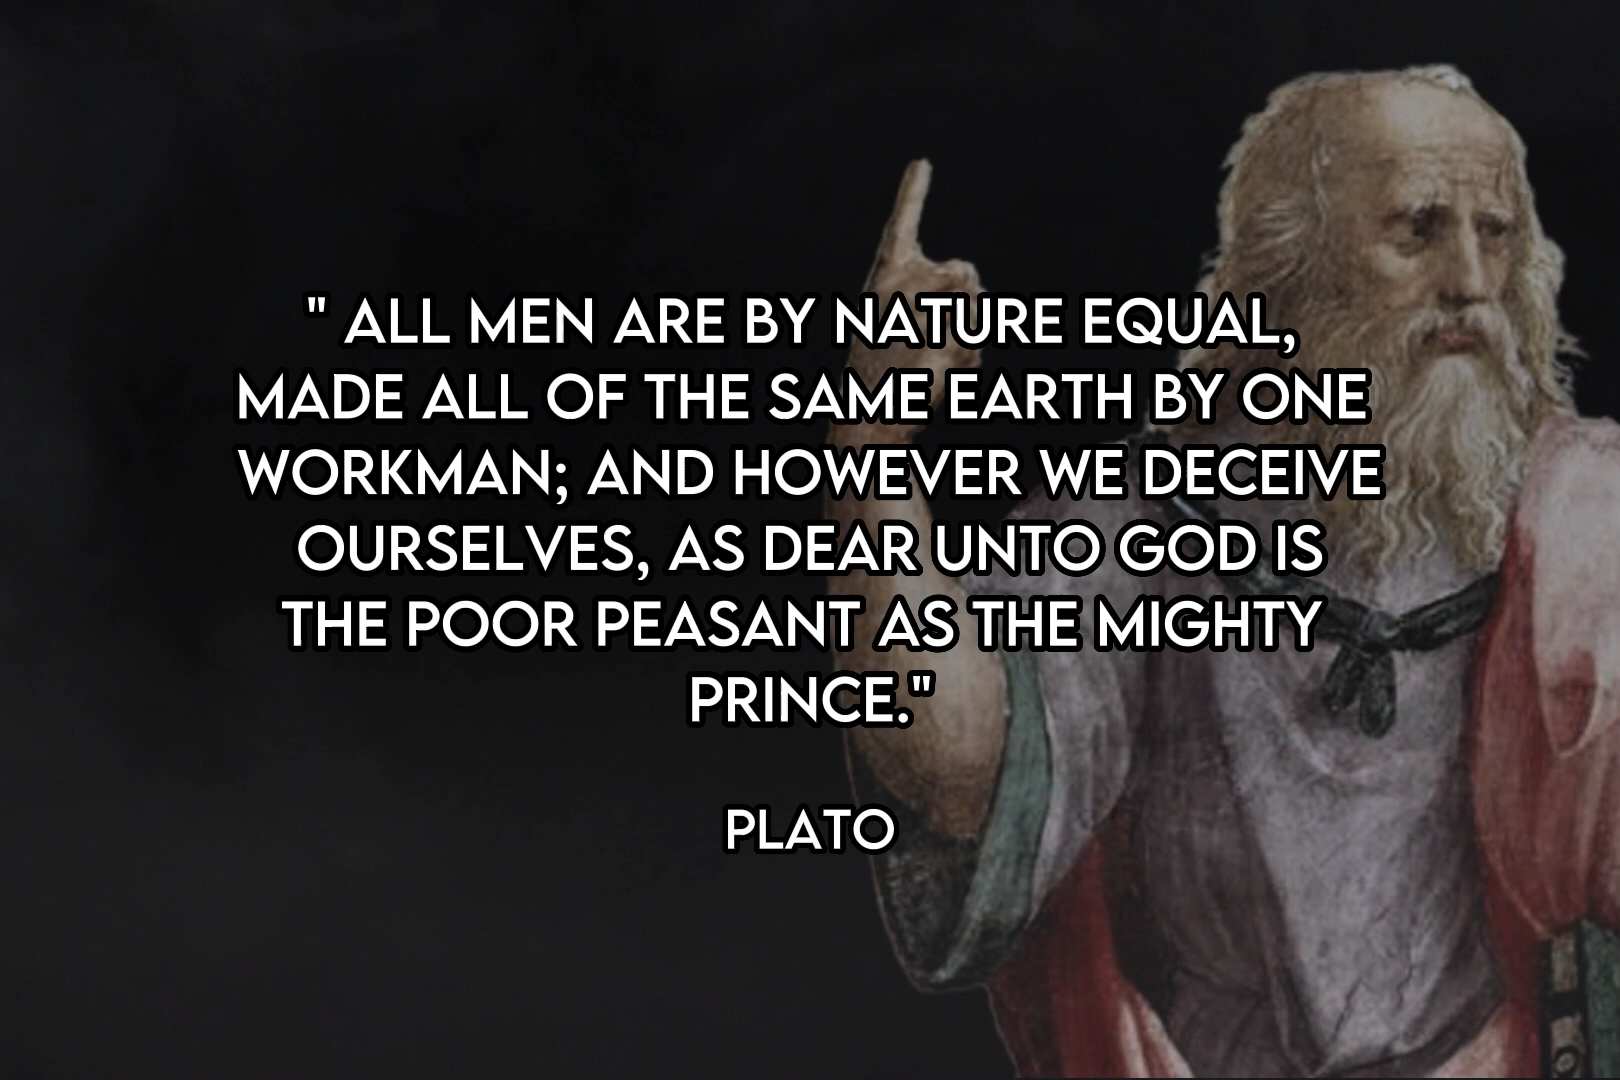 " ALL MEN ARE BY NATURE EQUAL,
MADE ALL OF THE SAME EARTH BY ONE
WORKMAN; AND HOWEVER WE DECEIVE
OURSELVES, AS DEAR UNTO GOD IS
THE POOR PEASANT AS THE MIGHTY
PRINCE."
PLATO